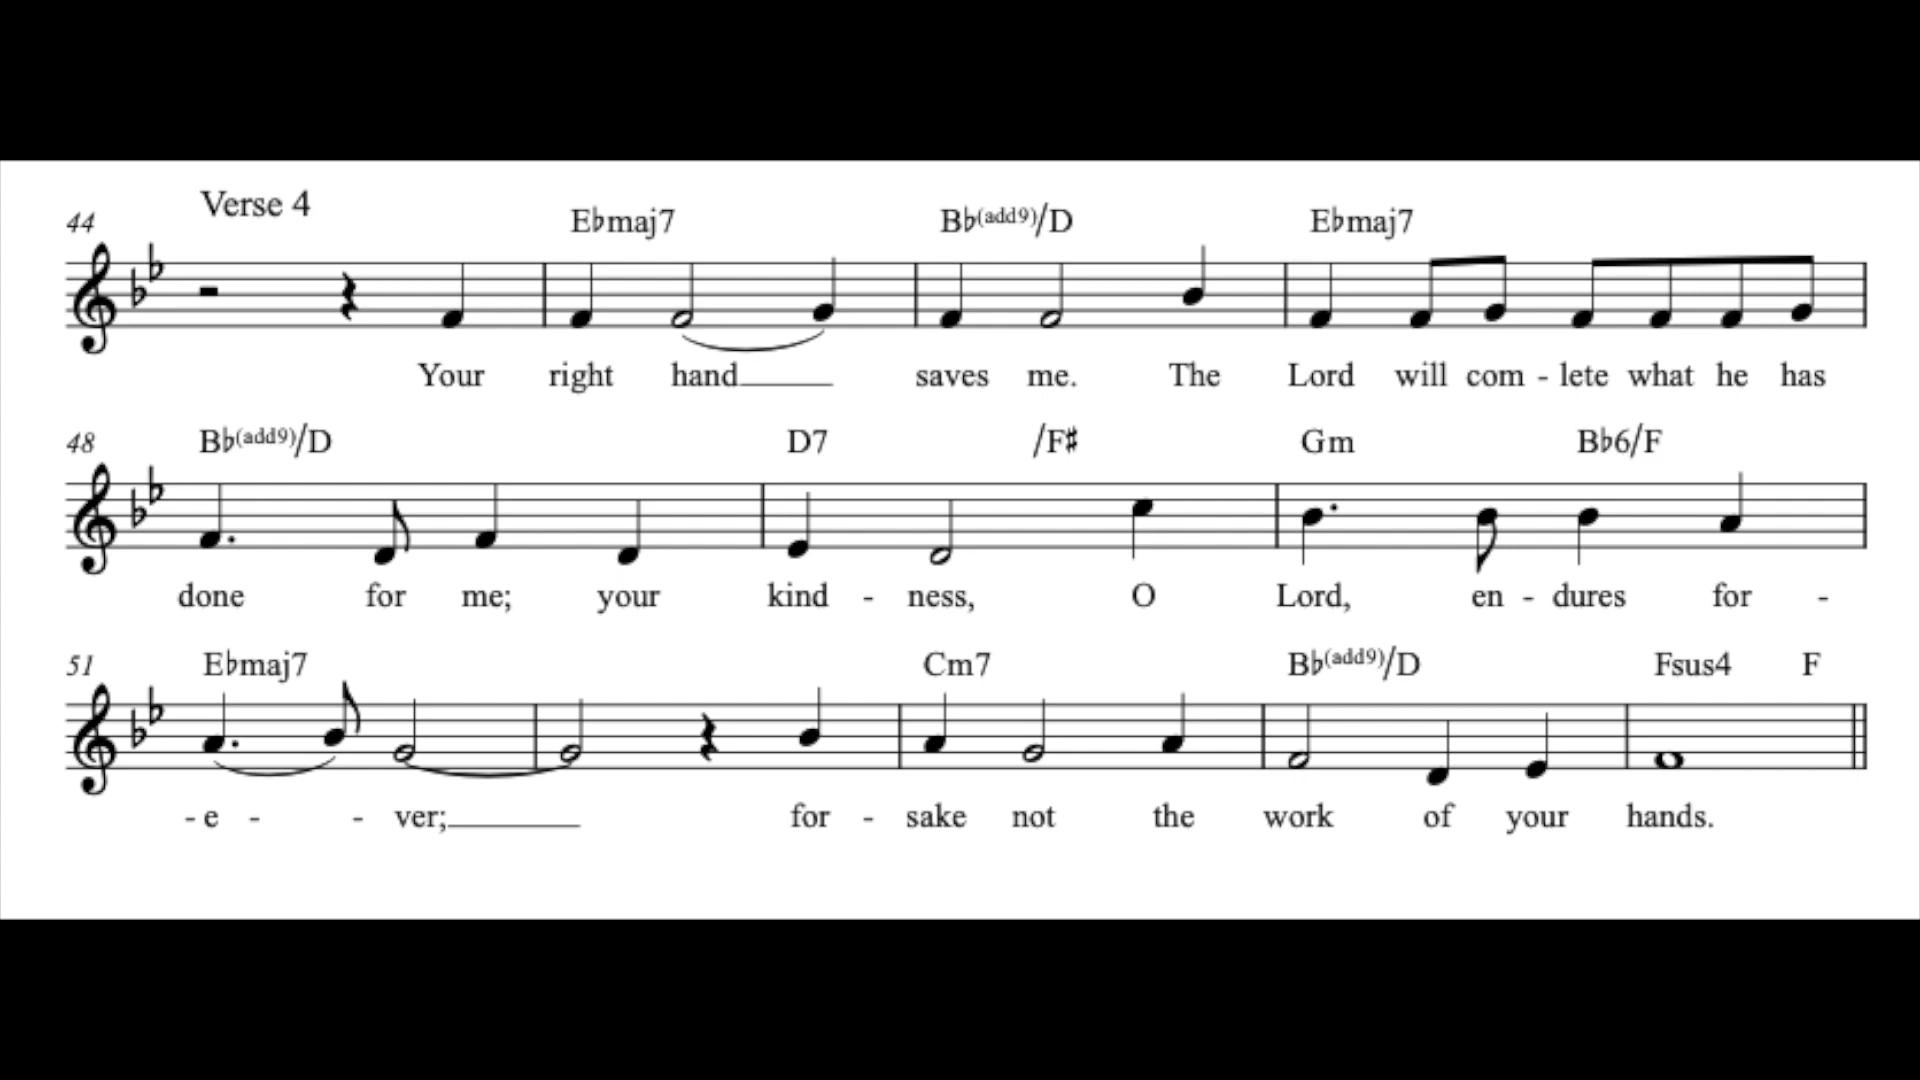 Verse 4
44 E♭maj7 B♭(add9)/D E♭maj7
Your right hand saves me. The Lord will com - lete what he has
48 B♭(add9)/D D7 /F♯ Gm B♭6/F
done for me; your kind - ness, O Lord, en - dures for -
51 E♭maj7 Cm7 B♭(add9)/D Fsus4 F
- e - - ver; for - sake not the work of your hands.